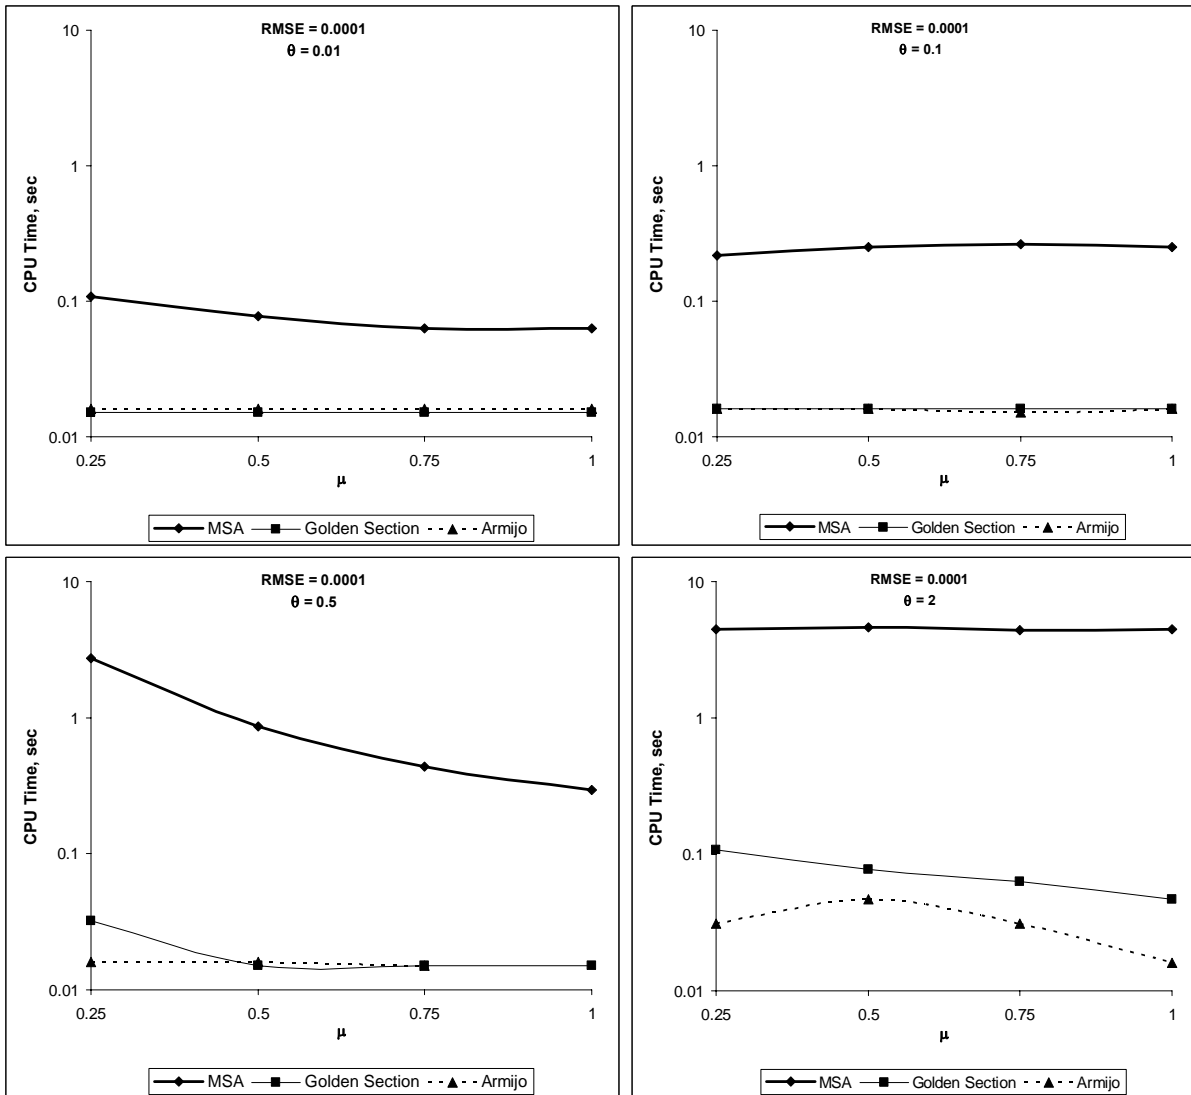 RMSE = 0.0001
θ = 0.01
CPU Time, sec
10
1
0.1
0.01
0.25 0.5 0.75 1
μ
MSA Golden Section Armijo
RMSE = 0.0001
θ = 0.1
CPU Time, sec
10
1
0.1
0.01
0.25 0.5 0.75 1
μ
MSA Golden Section Armijo
RMSE = 0.0001
θ = 0.5
CPU Time, sec
10
1
0.1
0.01
0.25 0.5 0.75 1
μ
MSA Golden Section Armijo
RMSE = 0.0001
θ = 2
CPU Time, sec
10
1
0.1
0.01
0.25 0.5 0.75 1
μ
MSA Golden Section Armijo